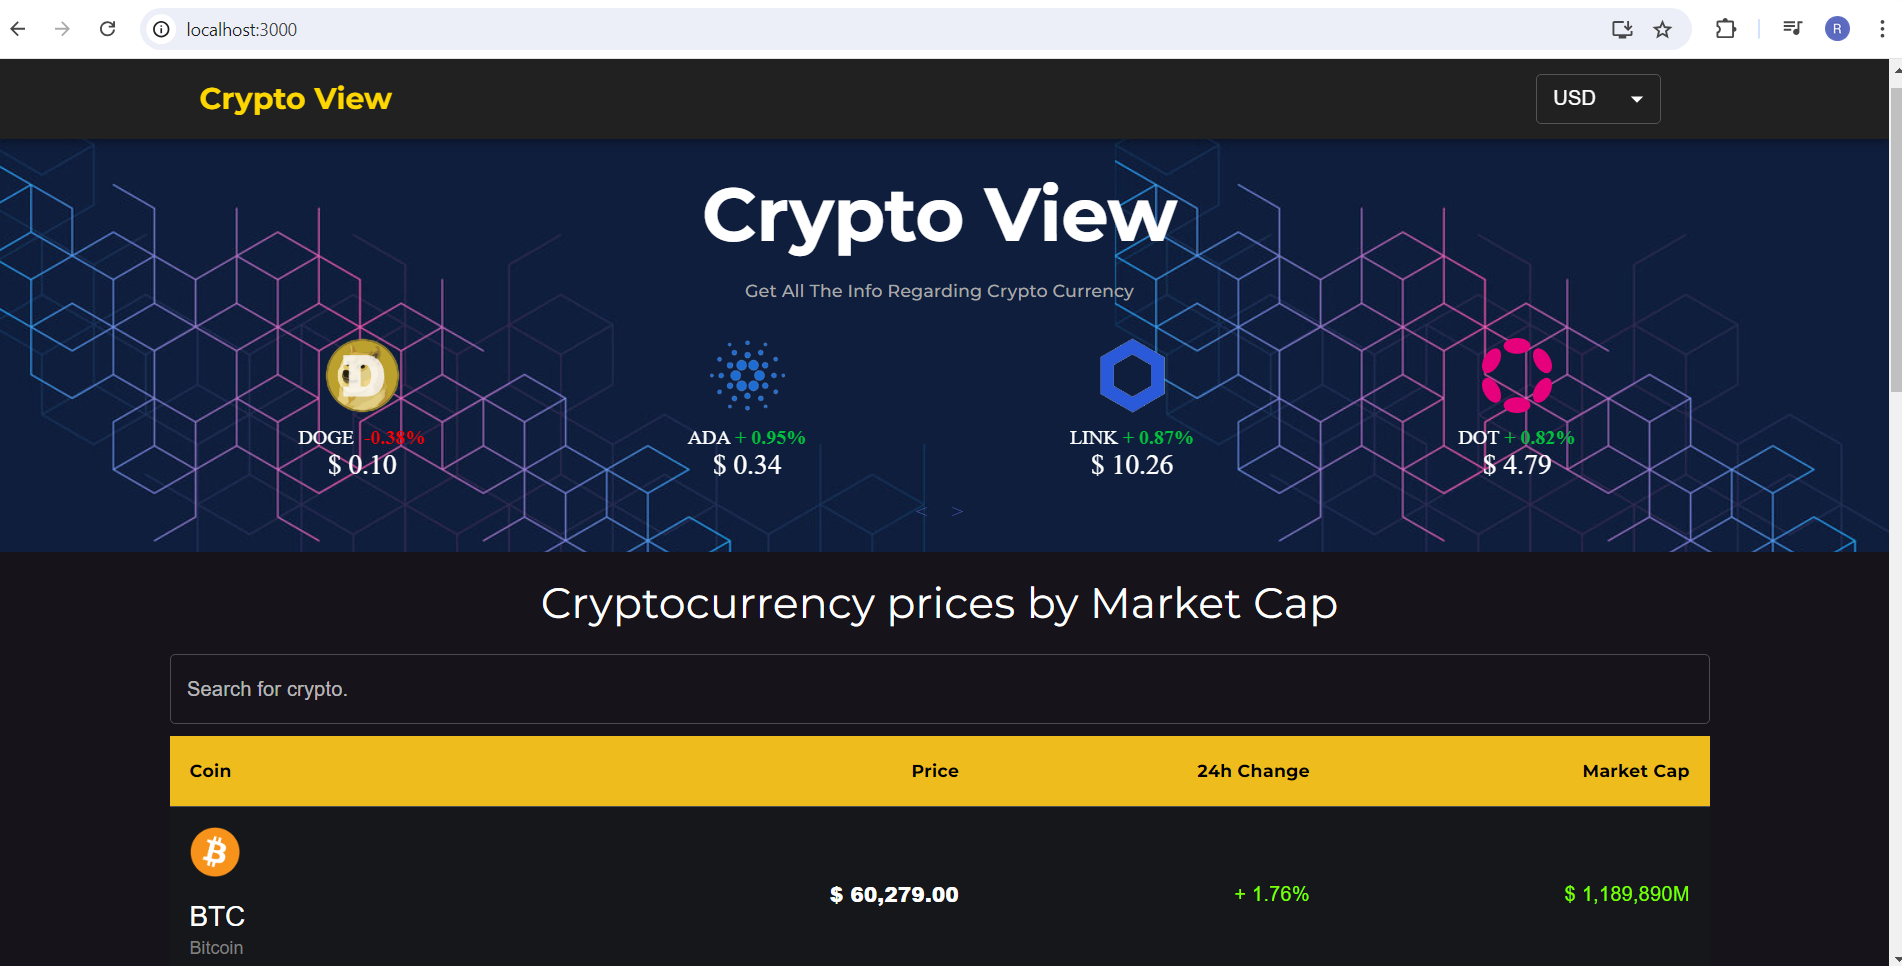 localhost:3000
R
Crypto View
USD
Crypto View
Get All The Info Regarding Crypto Currency
DOGE -0.38%
$ 0.10
ADA + 0.95%
$ 0.34
LINK + 0.87%
$ 10.26
DOT + 0.82%
$ 4.79
< >
Cryptocurrency prices by Market Cap
Search for crypto.
Coin Price 24h Change Market Cap
BTC
Bitcoin
$ 60,279.00 + 1.76% $ 1,189,890M